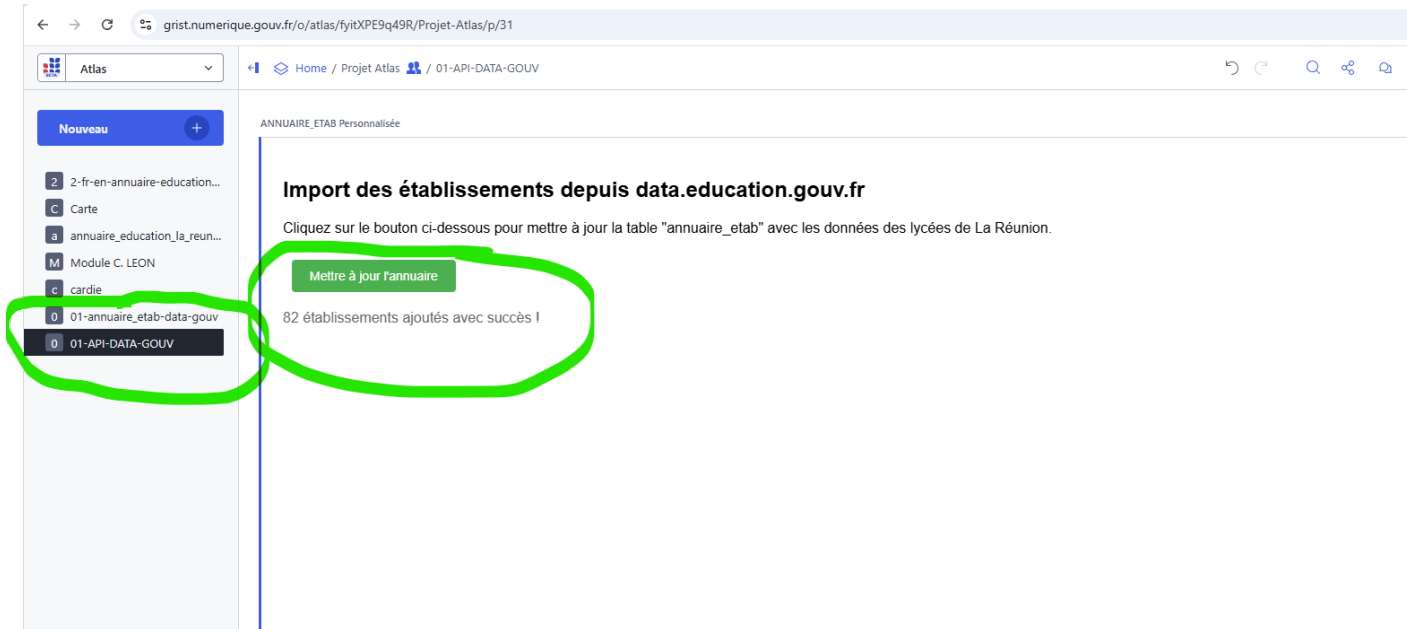 grist.numerique.gouv.fr/o/atlas/fyitXPE9q49R/Projet-Atlas/p/31
Atlas
Home / Projet Atlas / 01-API-DATA-GOUV
Nouveau +
ANNUAIRE_ETAB Personnalisée
2 2-fr-en-annuaire-education...
C Carte
a annuaire_education_la_reun...
M Module C. LEON
c cardie
0 01-annuaire_etab-data-gouv
0 01-API-DATA-GOUV
Import des établissements depuis data.education.gouv.fr
Cliquez sur le bouton ci-dessous pour mettre à jour la table "annuaire_etab" avec les données des lycées de La Réunion.
Mettre à jour l'annuaire
82 établissements ajoutés avec succès !